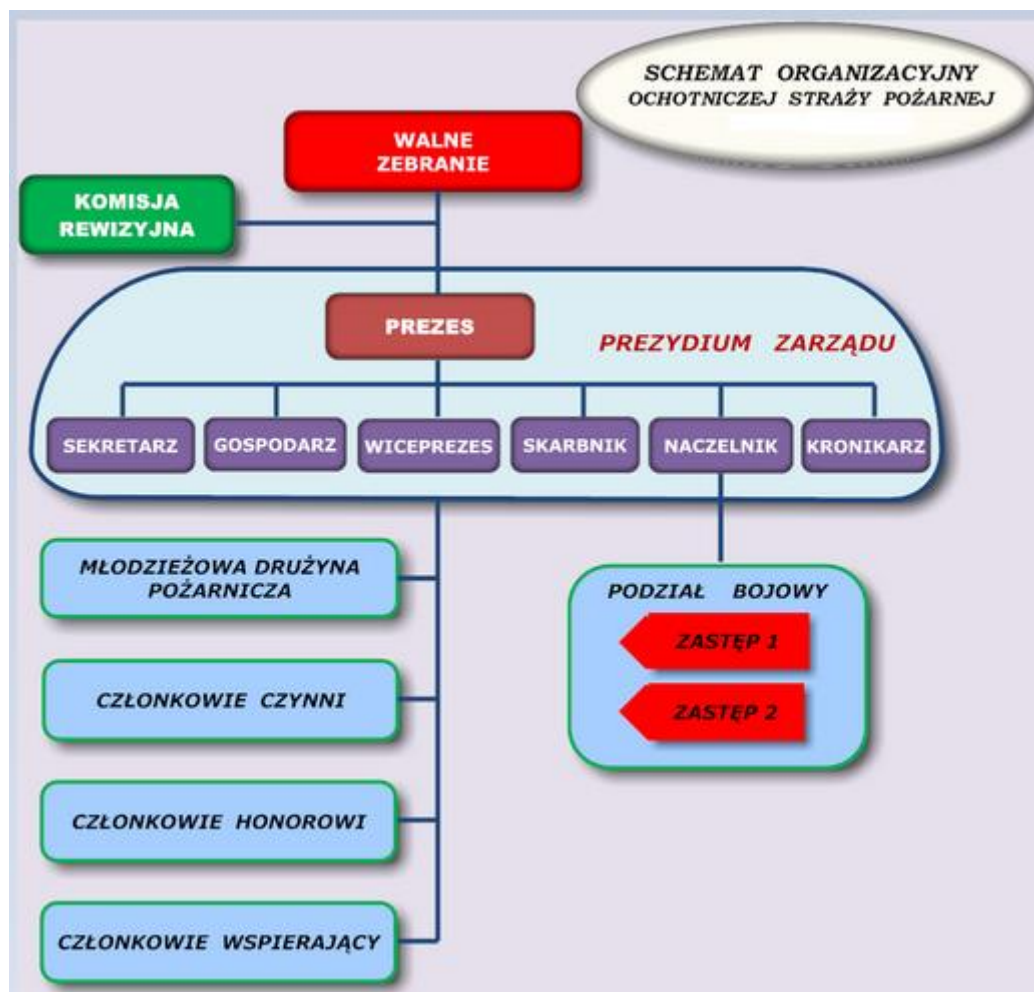 SCHEMAT ORGANIZACYJNY
OCHOTNICZEJ STRAŻY POŻARNEJ
WALNE
ZEBRANIE
KOMISJA
REWIZYJNA
PREZES
PREZYDIUM ZARZĄDU
SEKRETARZ
GOSPODARZ
WICEPREZES
SKARBNIK
NACZELNIK
KRONIKARZ
MŁODZIEŻOWA DRUŻYNA
POŻARNICZA
PODZIAŁ BOJOWY
ZASTĘP 1
ZASTĘP 2
CZŁONKOWIE CZYNNI
CZŁONKOWIE HONOROWI
CZŁONKOWIE WSPIERAJĄCY